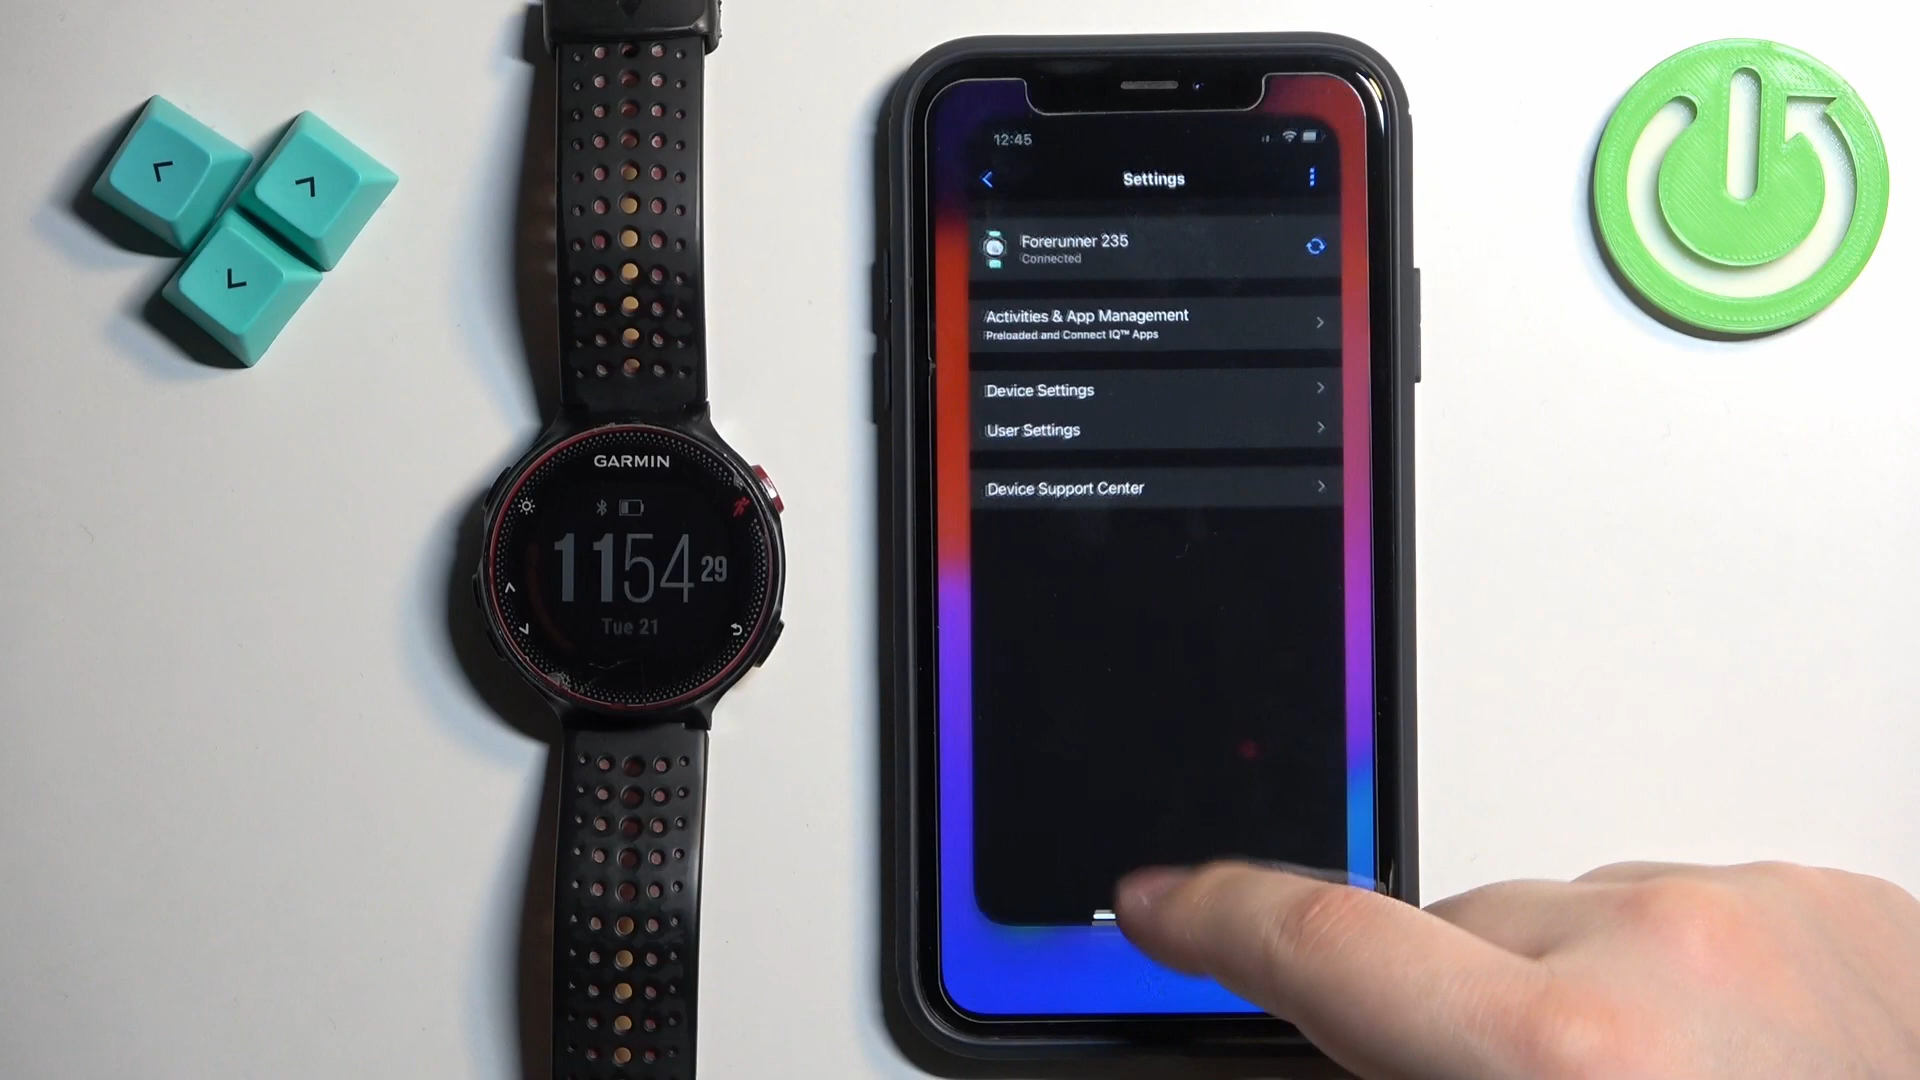 GARMIN
1154 29
Tue 21
12:45
Settings
Forerunner 235
Connected
Activities & App Management
Preloaded and Connect IQ™ Apps
Device Settings
User Settings
Device Support Center